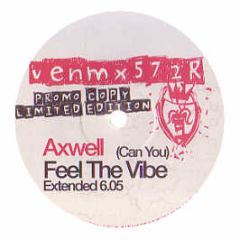 venmx572R
PROMO COPY
LIMITED EDITION
Axwell (Can You)
Feel The Vibe
Extended 6.05